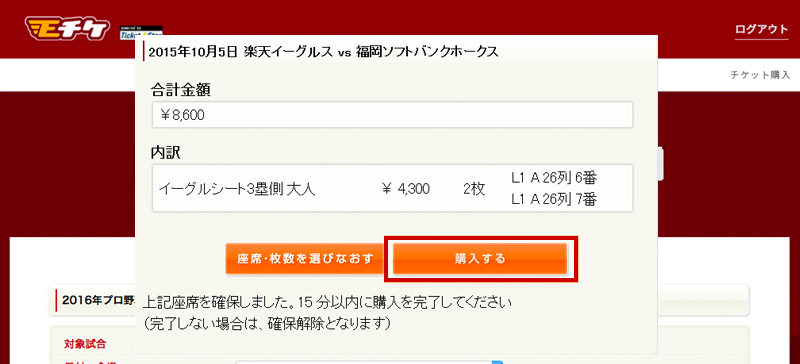 Eチケ
powered by
Ticket Star
ログアウト
チケット購入
2015年10月5日 楽天イーグルス vs 福岡ソフトバンクホークス
合計金額
¥8,600
内訳
イーグルシート3塁側 大人 ¥ 4,300 2枚 L1 A 26列 6番
L1 A 26列 7番
座席・枚数を選びなおす 購入する
上記座席を確保しました。15 分以内に購入を完了してください
（完了しない場合は、確保解除となります）
2016年プロ野
対象試合